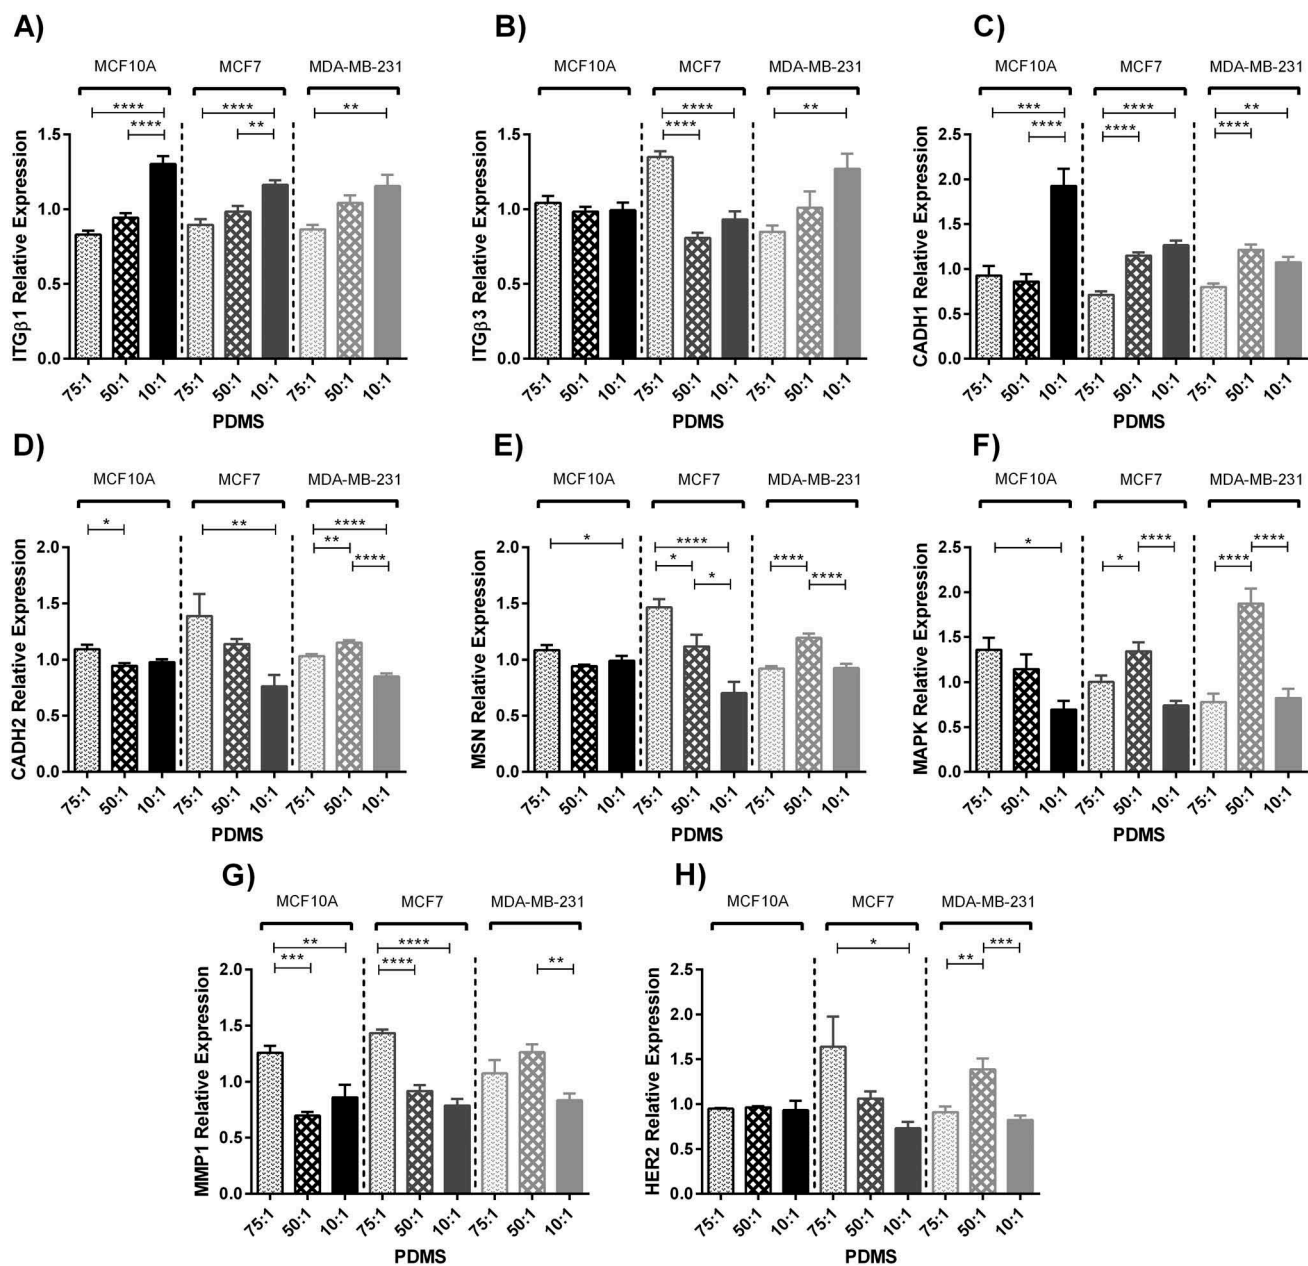 A)
MCF10A MCF7 MDA-MB-231
**** **** **
**** **
ITGβ1 Relative Expression
1.5
1.0
0.5
0.0
75:1 50:1 10:1 75:1 50:1 10:1 75:1 50:1 10:1
PDMS
B)
MCF10A MCF7 MDA-MB-231
**** **
****
ITGβ3 Relative Expression
1.5
1.0
0.5
0.0
75:1 50:1 10:1 75:1 50:1 10:1 75:1 50:1 10:1
PDMS
C)
MCF10A MCF7 MDA-MB-231
*** **** **
**** **** ****
CADH1 Relative Expression
2.5
2.0
1.5
1.0
0.5
0.0
75:1 50:1 10:1 75:1 50:1 10:1 75:1 50:1 10:1
PDMS
D)
MCF10A MCF7 MDA-MB-231
* ** ****
** ****
CADH2 Relative Expression
2.0
1.5
1.0
0.5
0.0
75:1 50:1 10:1 75:1 50:1 10:1 75:1 50:1 10:1
PDMS
E)
MCF10A MCF7 MDA-MB-231
* ****
* * **** ****
MSN Relative Expression
2.0
1.5
1.0
0.5
0.0
75:1 50:1 10:1 75:1 50:1 10:1 75:1 50:1 10:1
PDMS
F)
MCF10A MCF7 MDA-MB-231
* **** ****
* ****
MAPK Relative Expression
2.5
2.0
1.5
1.0
0.5
0.0
75:1 50:1 10:1 75:1 50:1 10:1 75:1 50:1 10:1
PDMS
G)
MCF10A MCF7 MDA-MB-231
** ****
*** **** **
MMP1 Relative Expression
2.0
1.5
1.0
0.5
0.0
75:1 50:1 10:1 75:1 50:1 10:1 75:1 50:1 10:1
PDMS
H)
MCF10A MCF7 MDA-MB-231
* ***
**
HER2 Relative Expression
2.5
2.0
1.5
1.0
0.5
0.0
75:1 50:1 10:1 75:1 50:1 10:1 75:1 50:1 10:1
PDMS